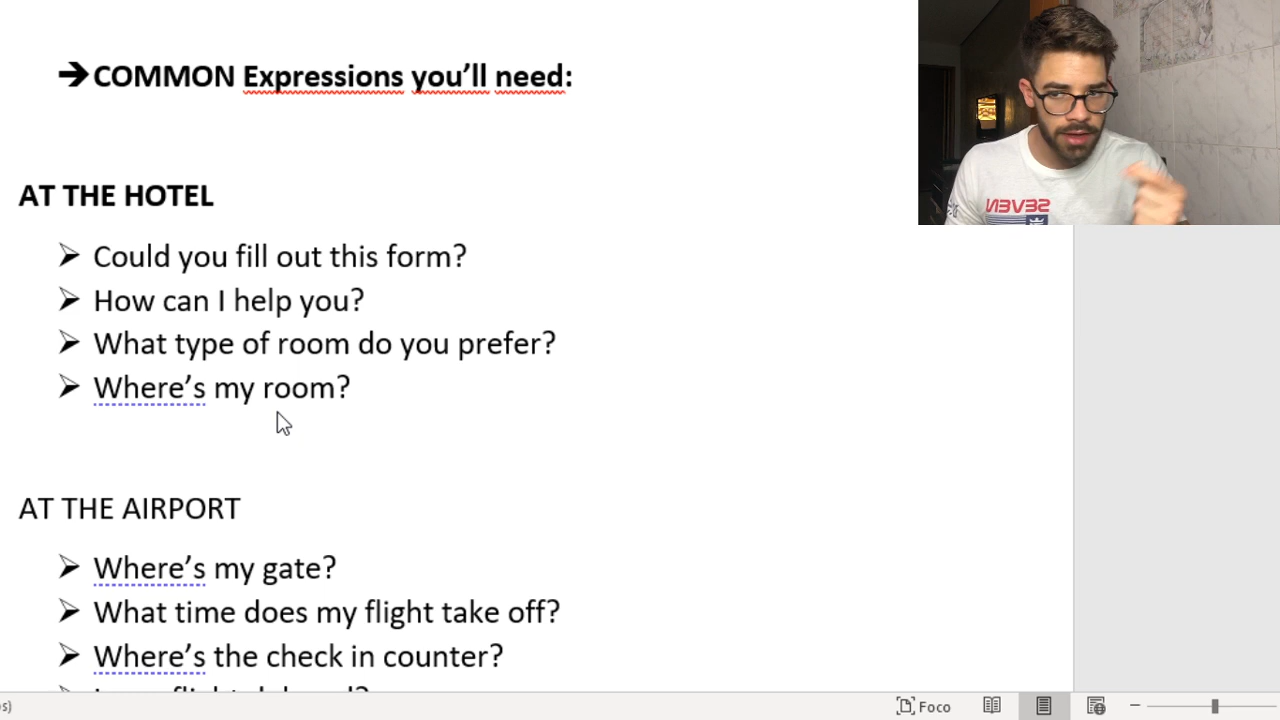 COMMON Expressions you’ll need:
AT THE HOTEL
Could you fill out this form?
How can I help you?
What type of room do you prefer?
Where’s my room?
AT THE AIRPORT
Where’s my gate?
What time does my flight take off?
Where’s the check in counter?
SEVEN
Foco